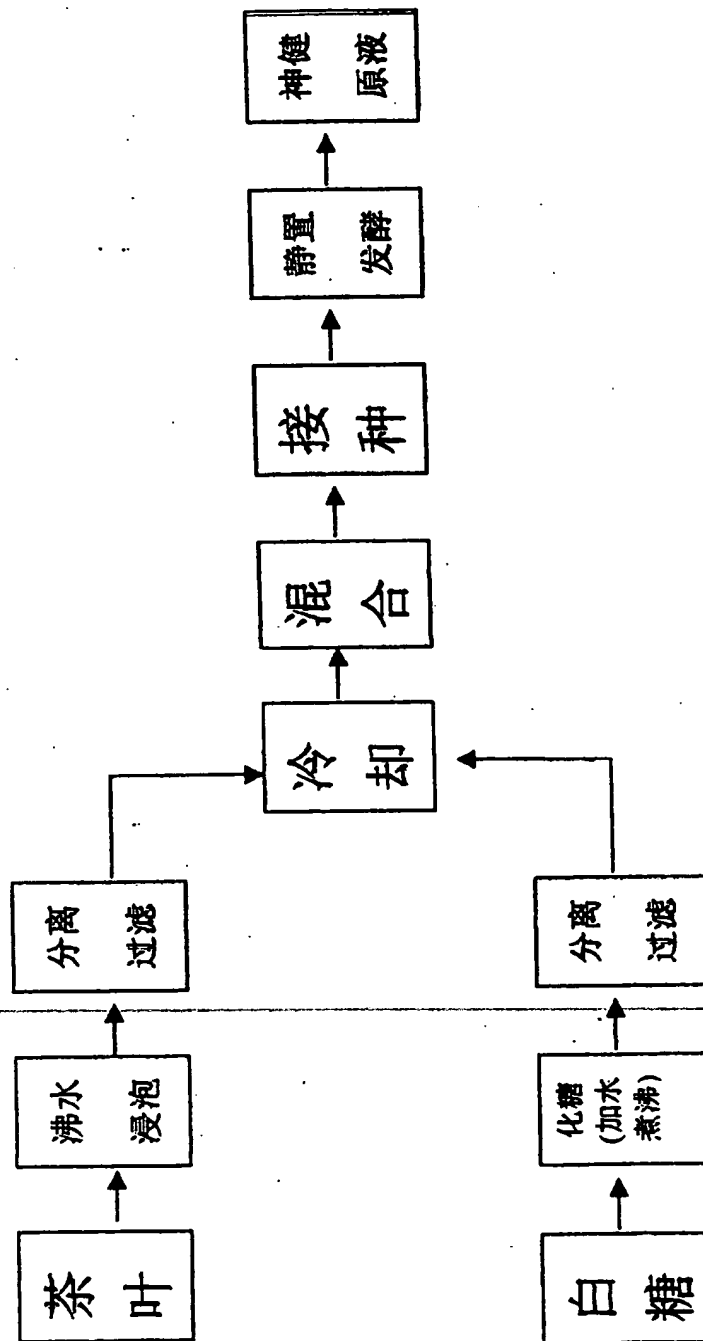 茶叶
沸水
浸泡
分离
过滤
白糖
化糖
(加水
煮沸)
分离
过滤
冷却
混合
接种
静置
发酵
神健
原液